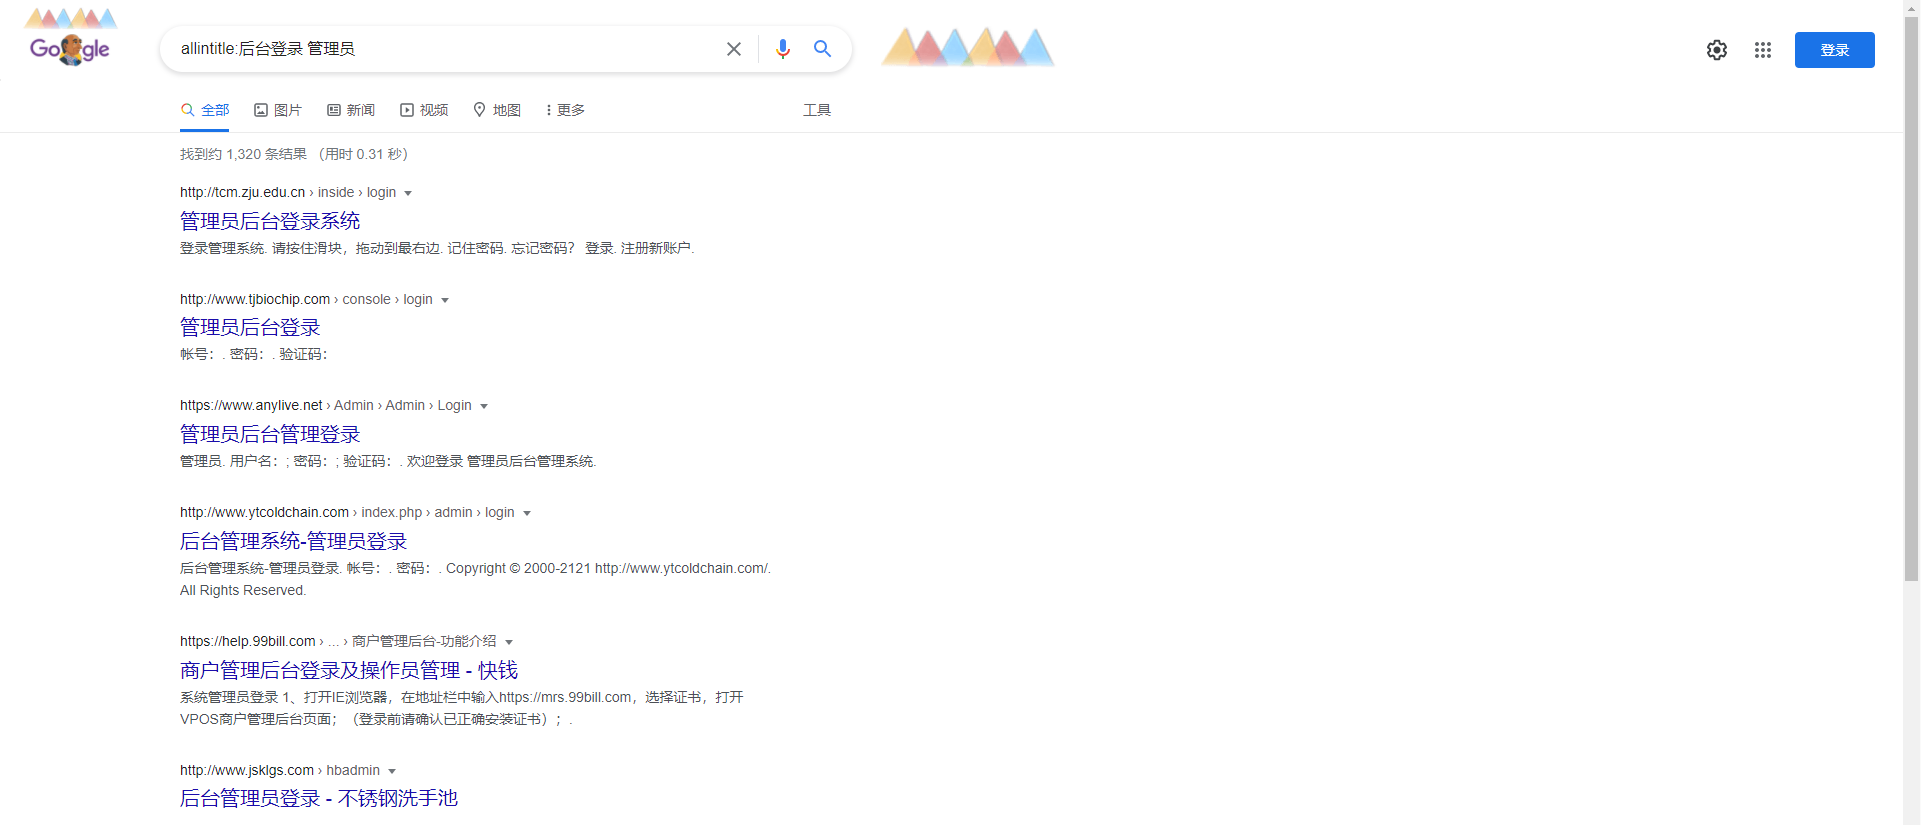 Google
allintitle:后台登录 管理员
登录
全部 图片 新闻 视频 地图 更多 工具
找到约 1,320 条结果 （用时 0.31 秒）
http://tcm.zju.edu.cn › inside › login
管理员后台登录系统
登录管理系统. 请按住滑块，拖动到最右边. 记住密码. 忘记密码？ 登录. 注册新账户.
http://www.tjbiochip.com › console › login
管理员后台登录
帐号：. 密码：. 验证码：
https://www.anylive.net › Admin › Admin › Login
管理员后台管理登录
管理员. 用户名：; 密码：; 验证码：. 欢迎登录 管理员后台管理系统.
http://www.ytcoldchain.com › index.php › admin › login
后台管理系统-管理员登录
后台管理系统-管理员登录. 帐号：. 密码：. Copyright © 2000-2121 http://www.ytcoldchain.com/.
All Rights Reserved.
https://help.99bill.com › ... › 商户管理后台-功能介绍
商户管理后台登录及操作员管理 - 快钱
系统管理员登录 1、打开IE浏览器，在地址栏中输入https://mrs.99bill.com，选择证书，打开
VPOS商户管理后台页面；（登录前请确认已正确安装证书）；.
http://www.jsklgs.com › hbadmin
后台管理员登录 - 不锈钢洗手池